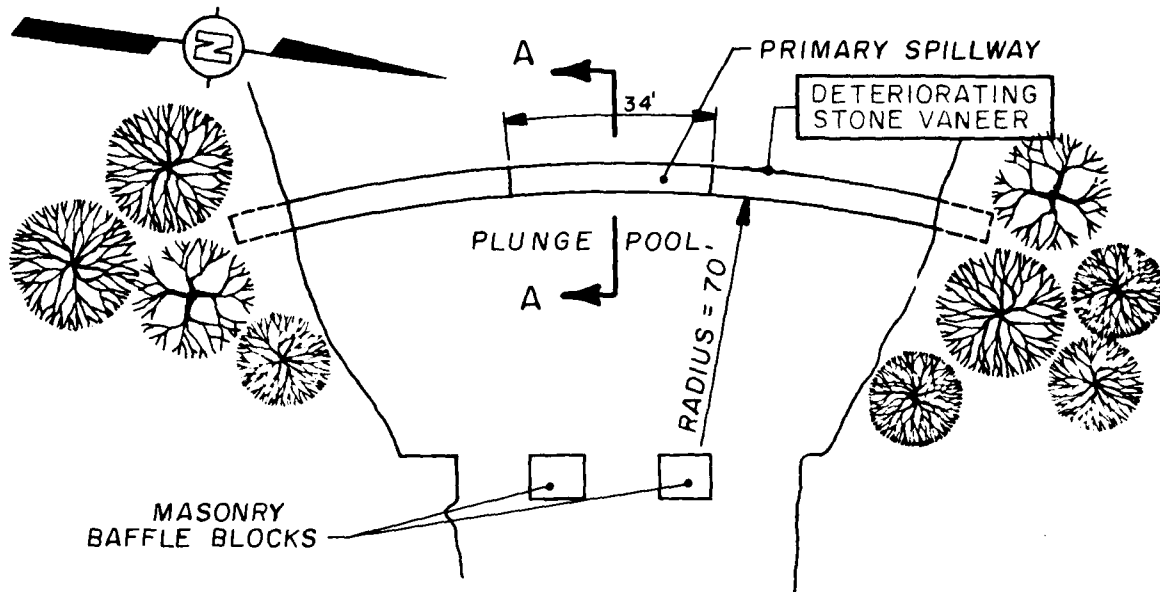 N
A
PRIMARY SPILLWAY
34'
DETERIORATING
STONE VANEER
PLUNGE POOL
A
RADIUS = 70'
MASONRY
BAFFLE BLOCKS